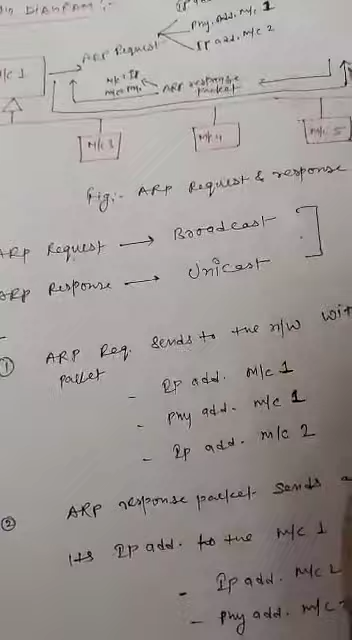 DIAGRAM :-
Phy. Add. M/c 1
ARP Request
IP add. M/c 2
M/c 1
ARP response
packet
M/c 3
M/c 4
M/c 5
Fig:- ARP Request & response
ARP Request → Broadcast
ARP Response → Unicast
① ARP Req. sends to the n/w
packet
- Ip add. M/c 1
- Phy add. M/c 1
- Ip add. M/c 2
② ARP response packet sends
its Ip add. to the M/c 1
- Ip add. M/c 2
- Phy add. M/c